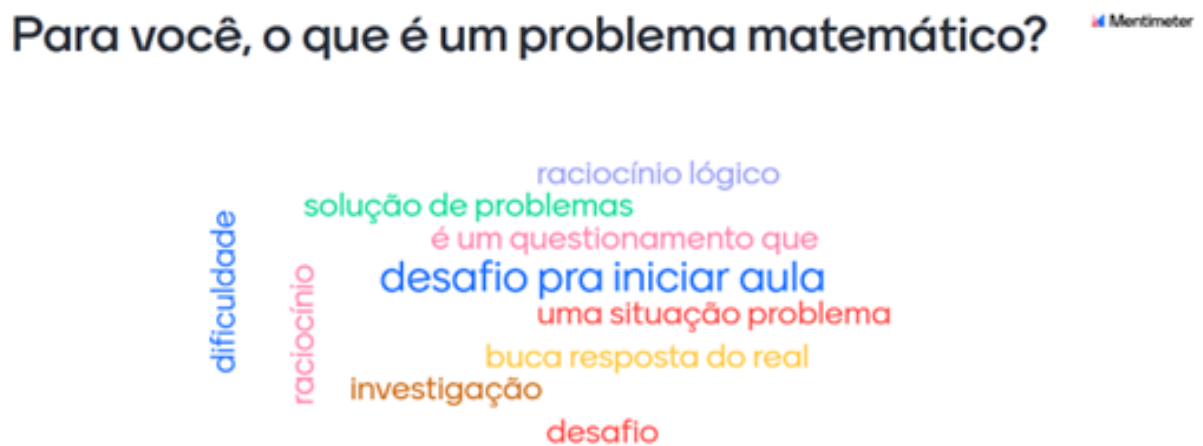 Para você, o que é um problema matemático?
Mentimeter
raciocínio lógico
solução de problemas
é um questionamento que
desafio pra iniciar aula
uma situação problema
buca resposta do real
investigação
desafio
dificuldade
raciocínio